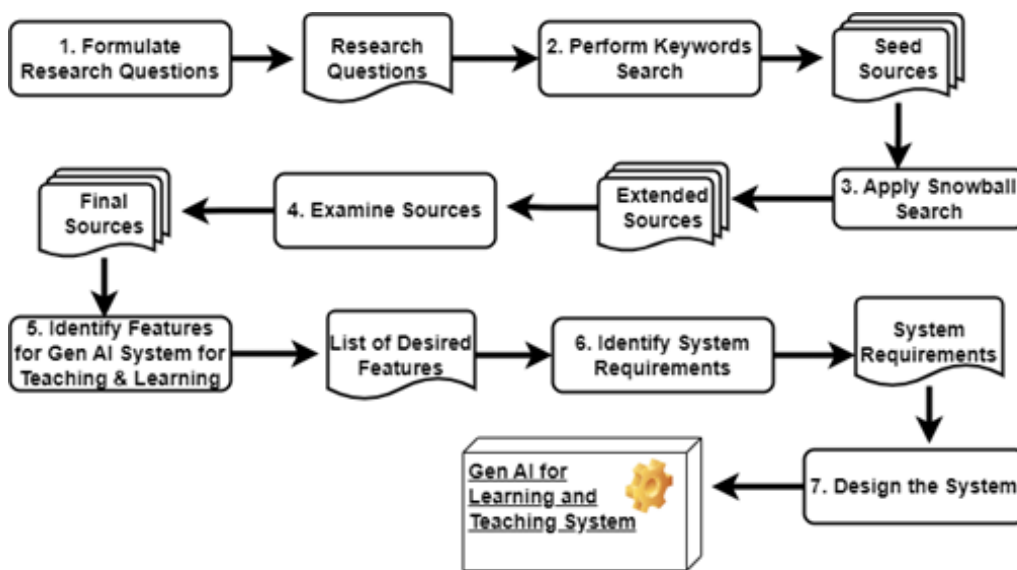 1. Formulate
Research Questions
Research
Questions
2. Perform Keywords
Search
Seed
Sources
3. Apply Snowball
Search
Extended
Sources
4. Examine Sources
Final
Sources
5. Identify Features
for Gen AI System for
Teaching & Learning
List of Desired
Features
6. Identify System
Requirements
System
Requirements
7. Design the System
Gen AI for
Learning and
Teaching System